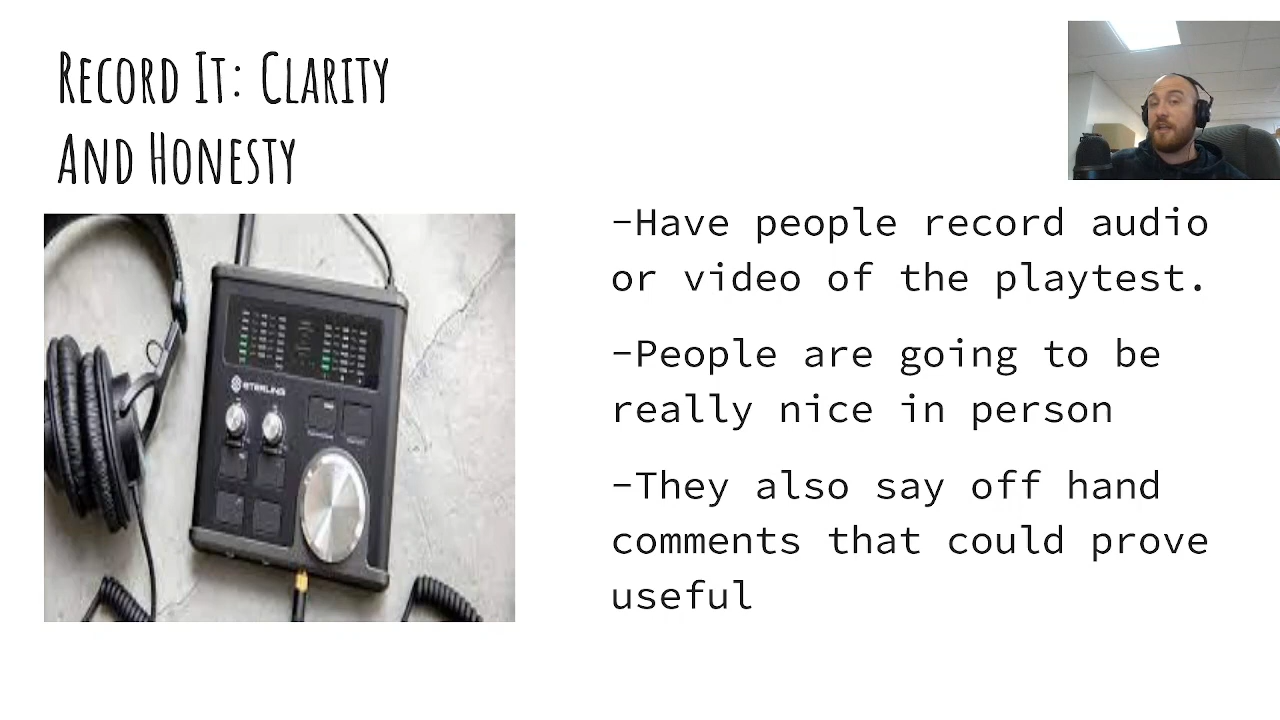 Record It: Clarity
And Honesty
STERLING
-Have people record audio
or video of the playtest.
-People are going to be
really nice in person
-They also say off hand
comments that could prove
useful